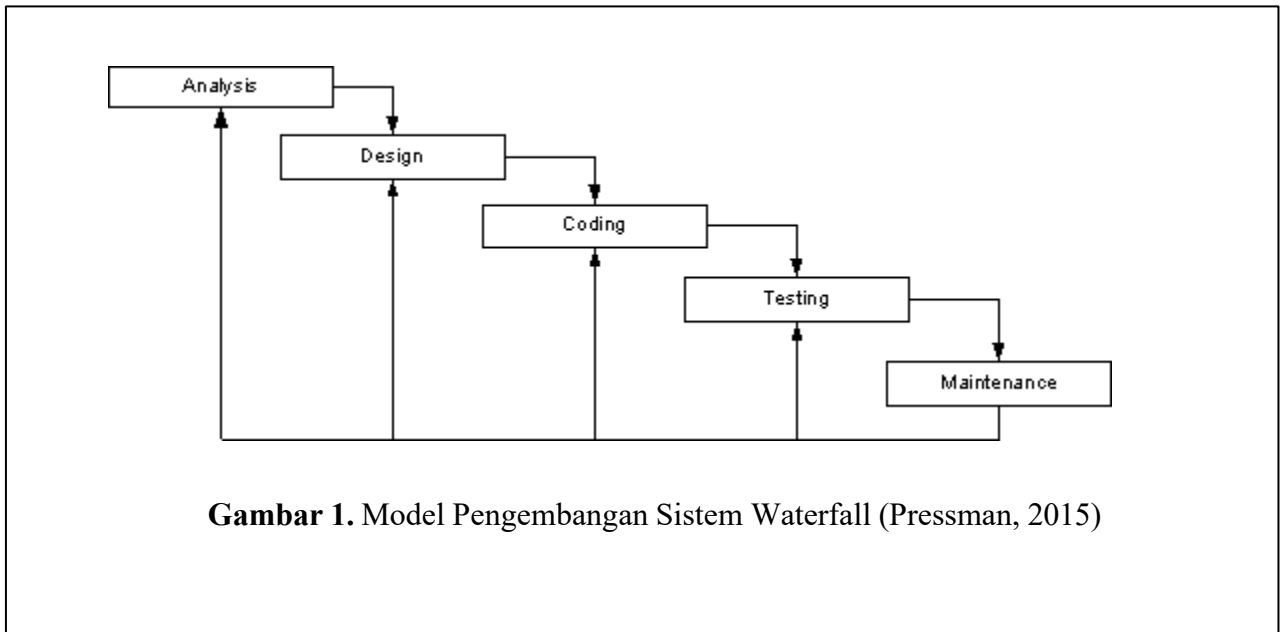 Analysis
Design
Coding
Testing
Maintenance
Gambar 1. Model Pengembangan Sistem Waterfall (Pressman, 2015)